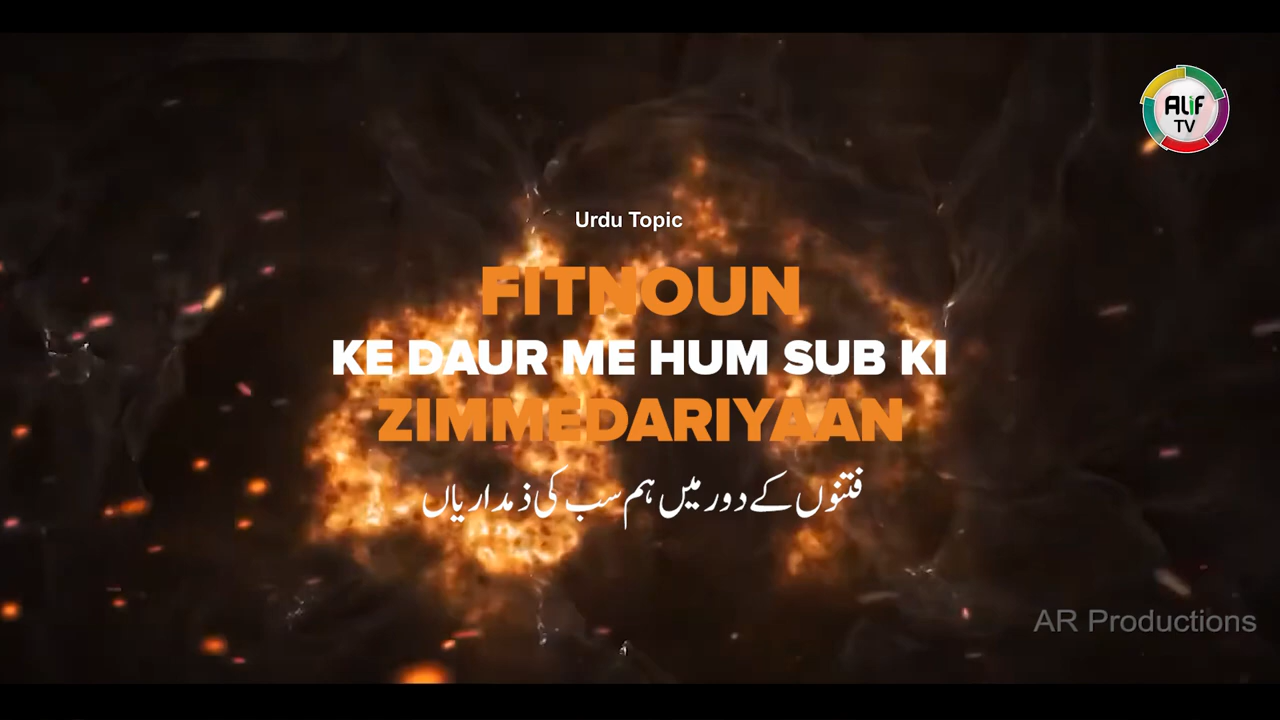 ALIF
TV
Urdu Topic
FITNOUN
KE DAUR ME HUM SUB KI
ZIMMEDARIYAAN
فتنوں کے دور میں ہم سب کی ذمداریاں
AR Productions